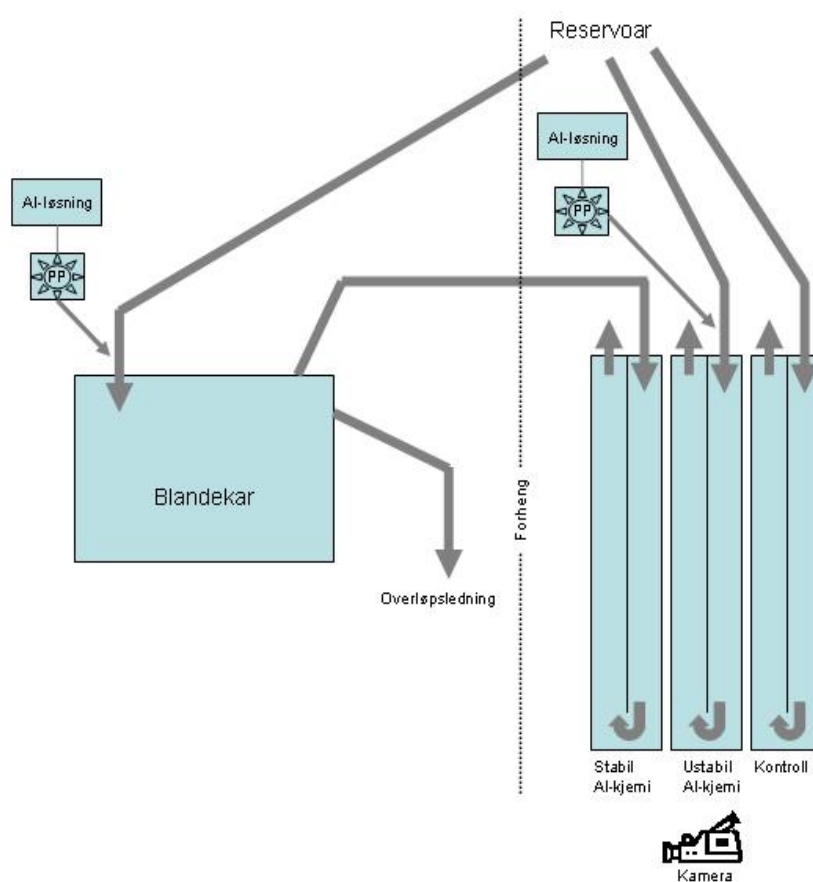 Reservoar
Al-løsning
PP
Al-løsning
PP
Blandekar
Forheng
Overløpsledning
Stabil
Al-kjemi
Ustabil
Al-kjemi
Kontroll
Kamera